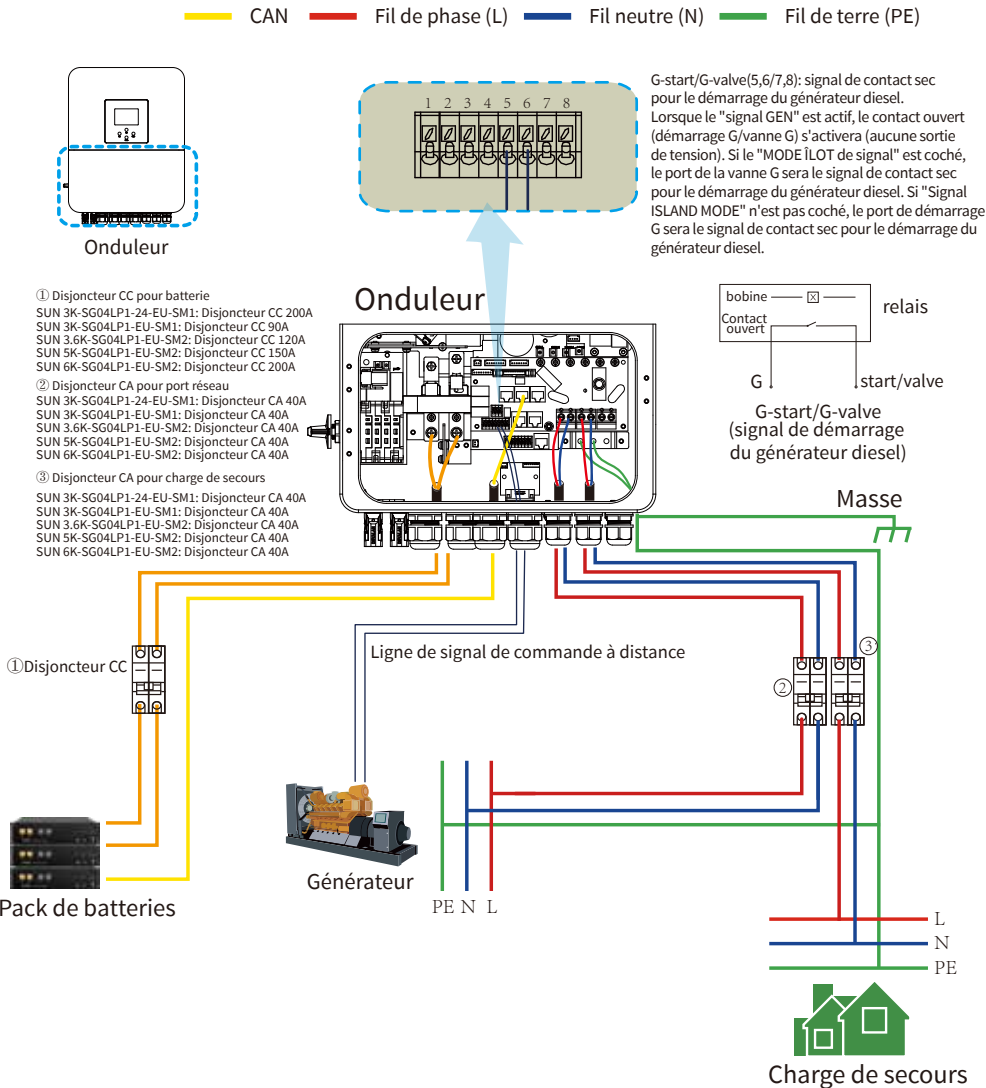 CAN
Fil de phase (L)
Fil neutre (N)
Fil de terre (PE)
Onduleur
1 2 3 4 5 6 7 8
G-start/G-valve(5,6/7,8): signal de contact sec
pour le démarrage du générateur diesel.
Lorsque le "signal GEN" est actif, le contact ouvert
(démarrage G/vanne G) s'activera (aucune sortie
de tension). Si le "MODE ÎLOT de signal" est coché,
le port de la vanne G sera le signal de contact sec
pour le démarrage du générateur diesel. Si "Signal
ISLAND MODE" n'est pas coché, le port de démarrage
G sera le signal de contact sec pour le démarrage du
générateur diesel.
① Disjoncteur CC pour batterie
SUN 3K-SG04LP1-24-EU-SM1: Disjoncteur CC 200A
SUN 3K-SG04LP1-EU-SM1: Disjoncteur CC 90A
SUN 3.6K-SG04LP1-EU-SM2: Disjoncteur CC 120A
SUN 5K-SG04LP1-EU-SM2: Disjoncteur CC 150A
SUN 6K-SG04LP1-EU-SM2: Disjoncteur CC 200A
② Disjoncteur CA pour port réseau
SUN 3K-SG04LP1-24-EU-SM1: Disjoncteur CA 40A
SUN 3K-SG04LP1-EU-SM1: Disjoncteur CA 40A
SUN 3.6K-SG04LP1-EU-SM2: Disjoncteur CA 40A
SUN 5K-SG04LP1-EU-SM2: Disjoncteur CA 40A
SUN 6K-SG04LP1-EU-SM2: Disjoncteur CA 40A
③ Disjoncteur CA pour charge de secours
SUN 3K-SG04LP1-24-EU-SM1: Disjoncteur CA 40A
SUN 3K-SG04LP1-EU-SM1: Disjoncteur CA 40A
SUN 3.6K-SG04LP1-EU-SM2: Disjoncteur CA 40A
SUN 5K-SG04LP1-EU-SM2: Disjoncteur CA 40A
SUN 6K-SG04LP1-EU-SM2: Disjoncteur CA 40A
Onduleur
bobine
Contact
ouvert
relais
G
start/valve
G-start/G-valve
(signal de démarrage
du générateur diesel)
Masse
①Disjoncteur CC
Ligne de signal de commande à distance
②
③
Générateur
Pack de batteries
PE N L
L
N
PE
Charge de secours